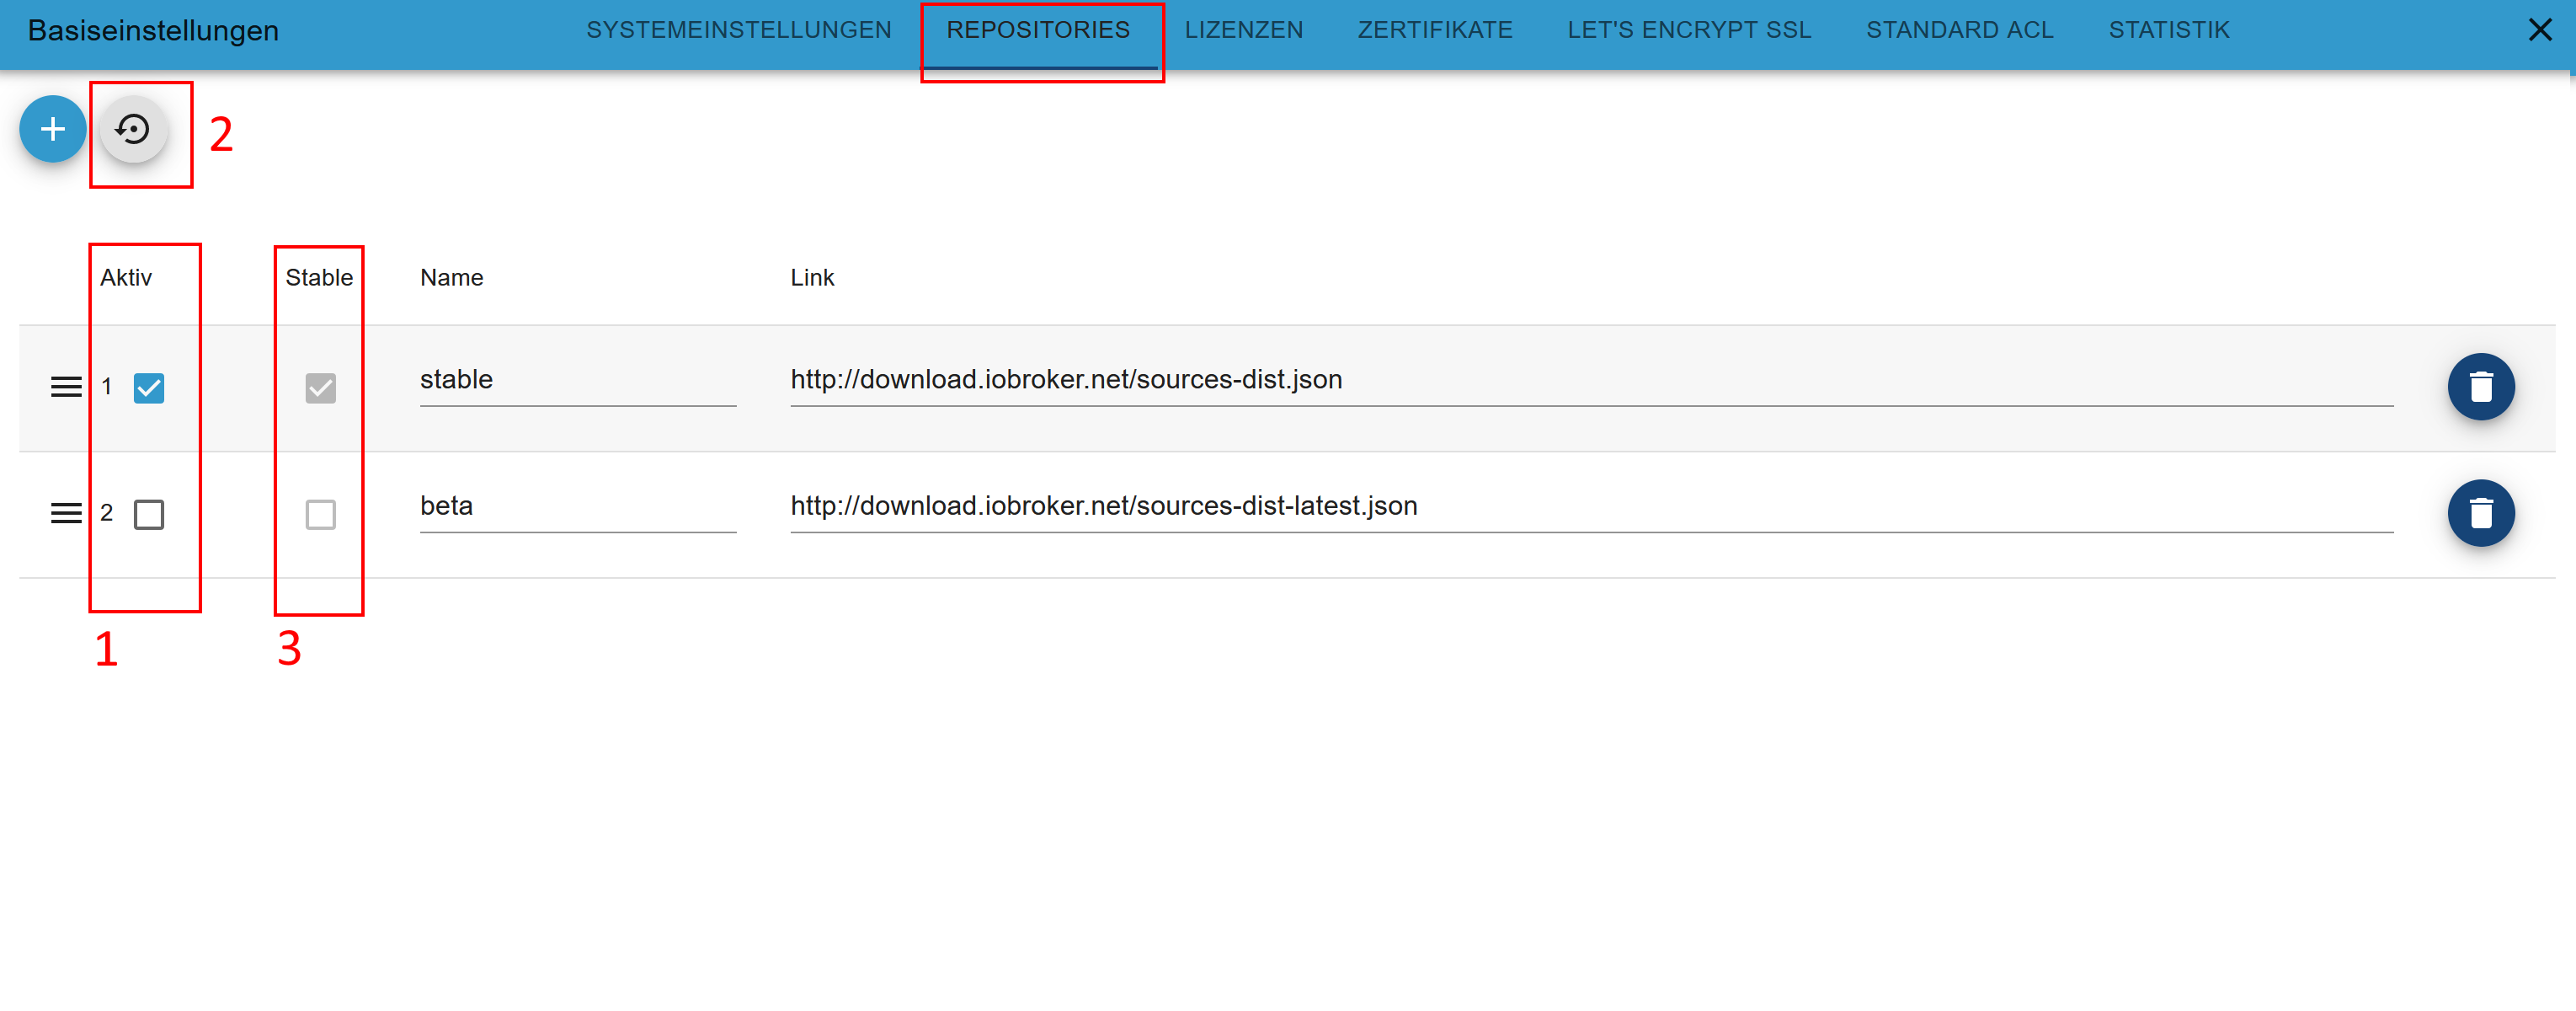 Basiseinstellungen SYSTEMEINSTELLUNGEN REPOSITORIES LIZENZEN ZERTIFIKATE LET'S ENCRYPT SSL STANDARD ACL STATISTIK
2
Aktiv Stable Name Link
1 stable http://download.iobroker.net/sources-dist.json
2 beta http://download.iobroker.net/sources-dist-latest.json
1 3